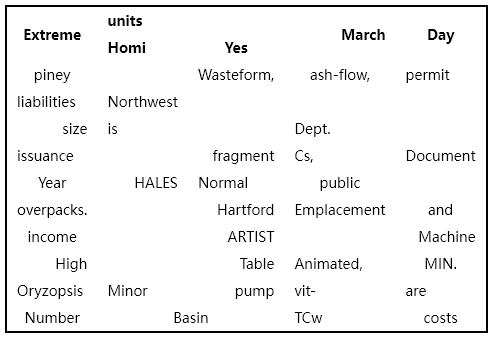 Extreme units Homi Yes March Day
piney Wasteform, ash-flow, permit
liabilities Northwest
size is Dept.
issuance fragment Cs, Document
Year HALES Normal public
overpacks. Hartford Emplacement and
income ARTIST Machine
High Table Animated, MIN.
Oryzopsis Minor pump vit- are
Number Basin TCw costs